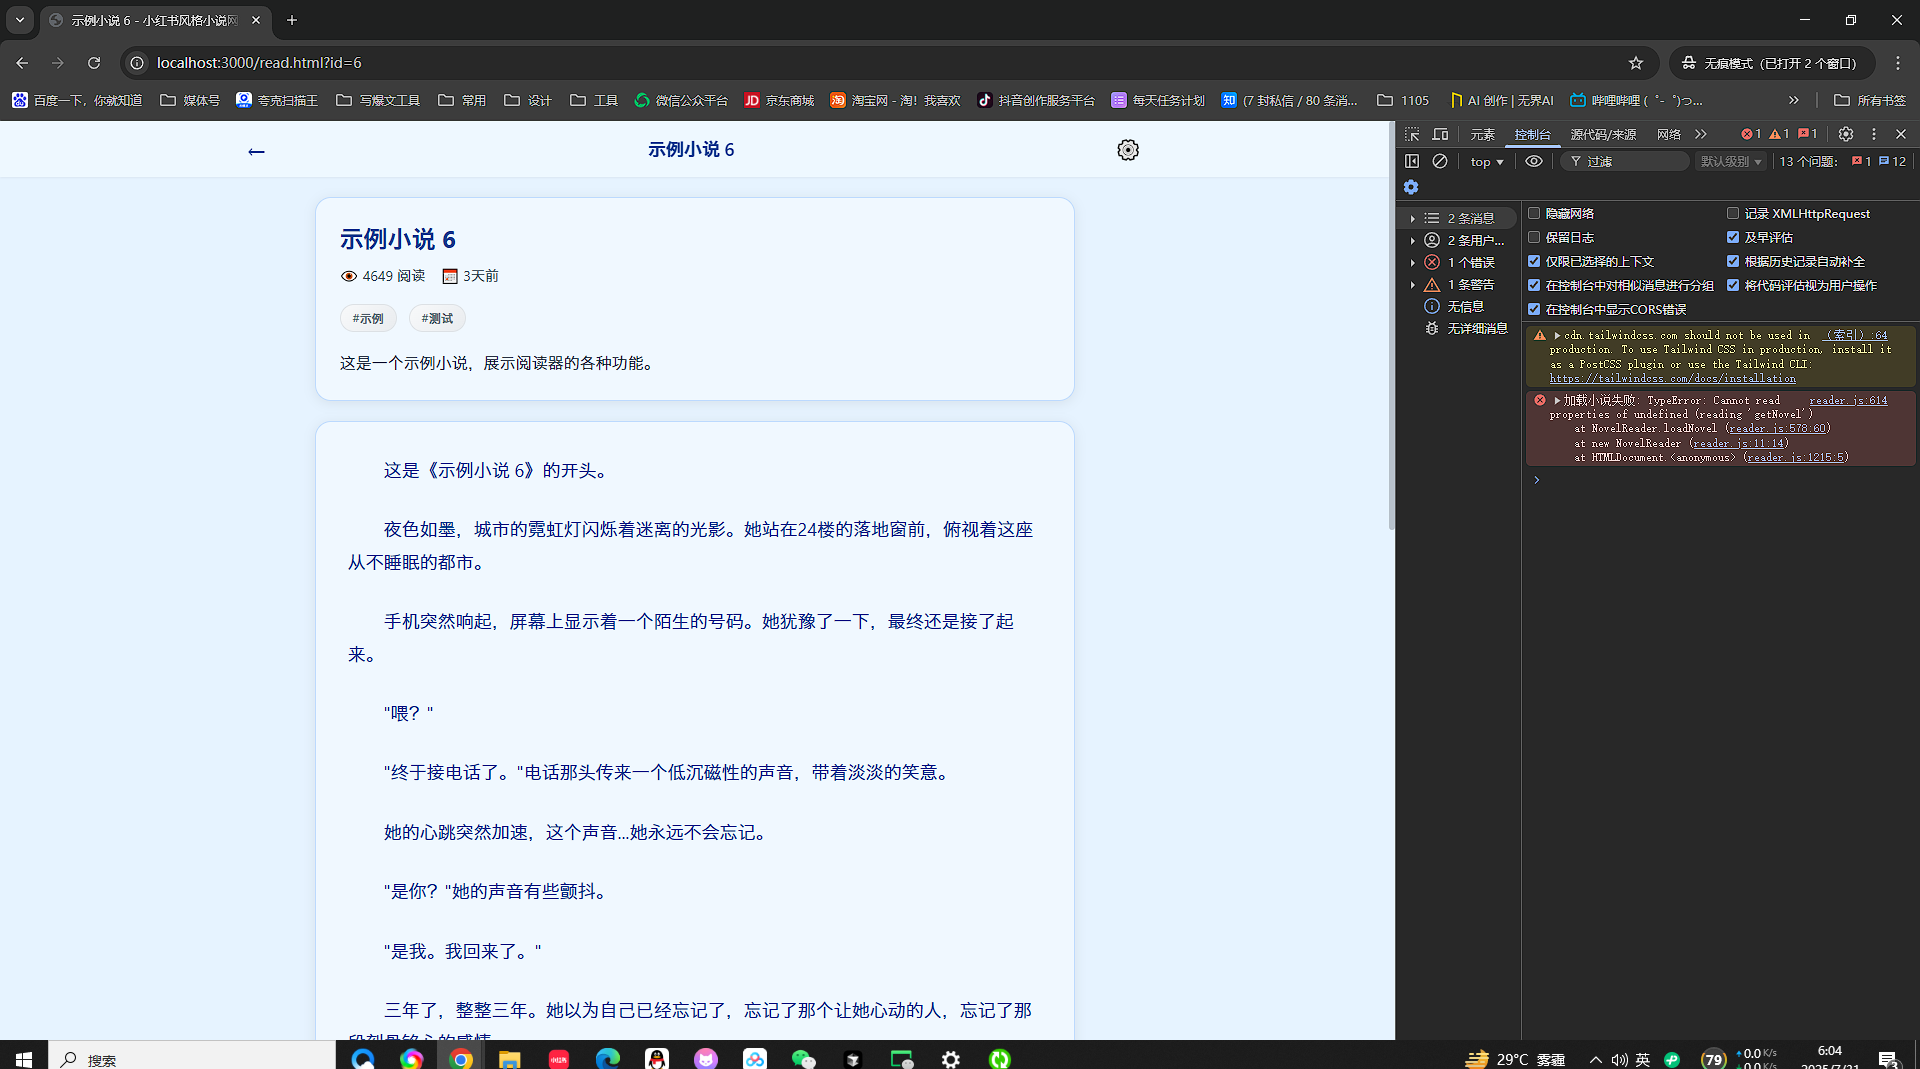 示例小说 6 - 小红书风格小说网
localhost:3000/read.html?id=6
无痕模式（已打开 2 个窗口）
百度一下，你就知道 媒体号 夸克扫描王 写爆文工具 常用 设计 工具 微信公众平台 JD 京东商城 淘 淘宝网 - 淘！我喜欢 抖音创作服务平台 每天任务计划 知 (7 封私信 / 80 条消... 1105 AI 创作 | 无界AI 哔哩哔哩 ( ゜- ゜)つ... 所有书签
← 示例小说 6
示例小说 6
4649 阅读 3天前
#示例 #测试
这是一个示例小说，展示阅读器的各种功能。
这是《示例小说 6》的开头。
夜色如墨，城市的霓虹灯闪烁着迷离的光影。她站在24楼的落地窗前，俯视着这座
从不睡眠的都市。
手机突然响起，屏幕上显示着一个陌生的号码。她犹豫了一下，最终还是接了起
来。
"喂？"
"终于接电话了。"电话那头传来一个低沉磁性的声音，带着淡淡的笑意。
她的心跳突然加速，这个声音...她永远不会忘记。
"是你？"她的声音有些颤抖。
"是我。我回来了。"
三年了，整整三年。她以为自己已经忘记了，忘记了那个让她心动的人，忘记了那
元素 控制台 源代码/来源 网络 1 1 1
top 过滤 默认级别 13 个问题： 1 12
2 条消息
2 条用户...
1 个错误
1 条警告
无信息
无详细消息
隐藏网络 记录 XMLHttpRequest
保留日志 及早评估
仅限已选择的上下文 根据历史记录自动补全
在控制台中对相似消息进行分组 将代码评估视为用户操作
在控制台中显示CORS错误
cdn.tailwindcss.com should not be used in （索引）:64
production. To use Tailwind CSS in production, install it
as a PostCSS plugin or use the Tailwind CLI:
https://tailwindcss.com/docs/installation
加载小说失败: TypeError: Cannot read reader.js:614
properties of undefined (reading 'getNovel')
at NovelReader.loadNovel (reader.js:578:60)
at new NovelReader (reader.js:11:14)
at HTMLDocument.<anonymous> (reader.js:1215:5)
搜索
小红书
29°C 雾霾 英 79 0.0 K/s 6:04